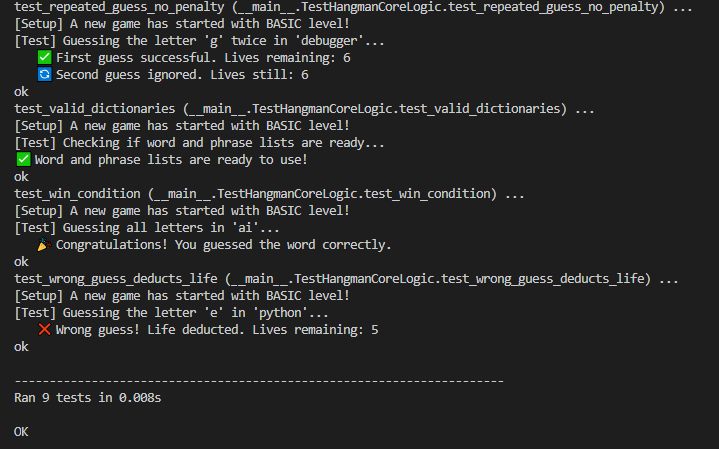 test_repeated_guess_no_penalty (__main__.TestHangmanCoreLogic.test_repeated_guess_no_penalty) ...
[Setup] A new game has started with BASIC level!
[Test] Guessing the letter 'g' twice in 'debugger'...
✅ First guess successful. Lives remaining: 6
🔄 Second guess ignored. Lives still: 6
ok
test_valid_dictionaries (__main__.TestHangmanCoreLogic.test_valid_dictionaries) ...
[Setup] A new game has started with BASIC level!
[Test] Checking if word and phrase lists are ready...
✅ Word and phrase lists are ready to use!
ok
test_win_condition (__main__.TestHangmanCoreLogic.test_win_condition) ...
[Setup] A new game has started with BASIC level!
[Test] Guessing all letters in 'ai'...
🎉 Congratulations! You guessed the word correctly.
ok
test_wrong_guess_deducts_life (__main__.TestHangmanCoreLogic.test_wrong_guess_deducts_life) ...
[Setup] A new game has started with BASIC level!
[Test] Guessing the letter 'e' in 'python'...
❌ Wrong guess! Life deducted. Lives remaining: 5
ok
----------------------------------------------------------------------
Ran 9 tests in 0.008s
OK